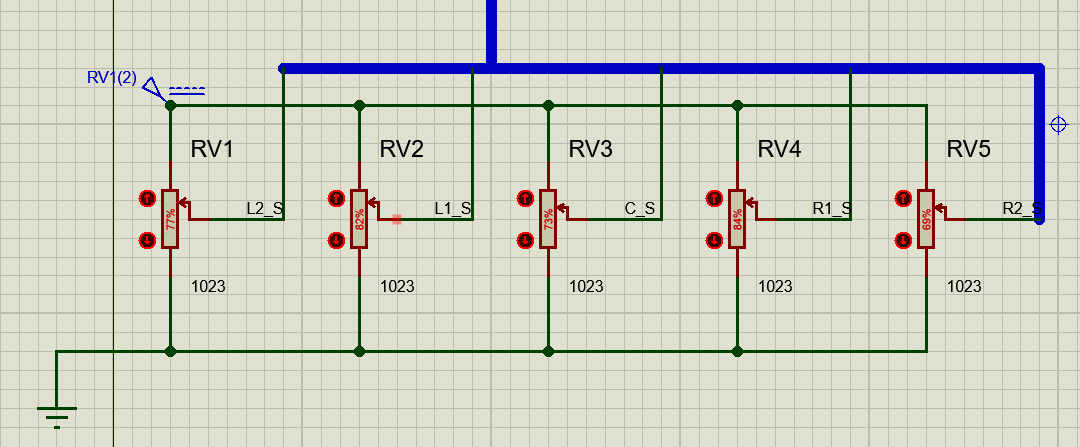 RV1(2)
RV1
RV2
RV3
RV4
RV5
L2_S
L1_S
C_S
R1_S
R2_S
77%
82%
73%
84%
69%
1023
1023
1023
1023
1023